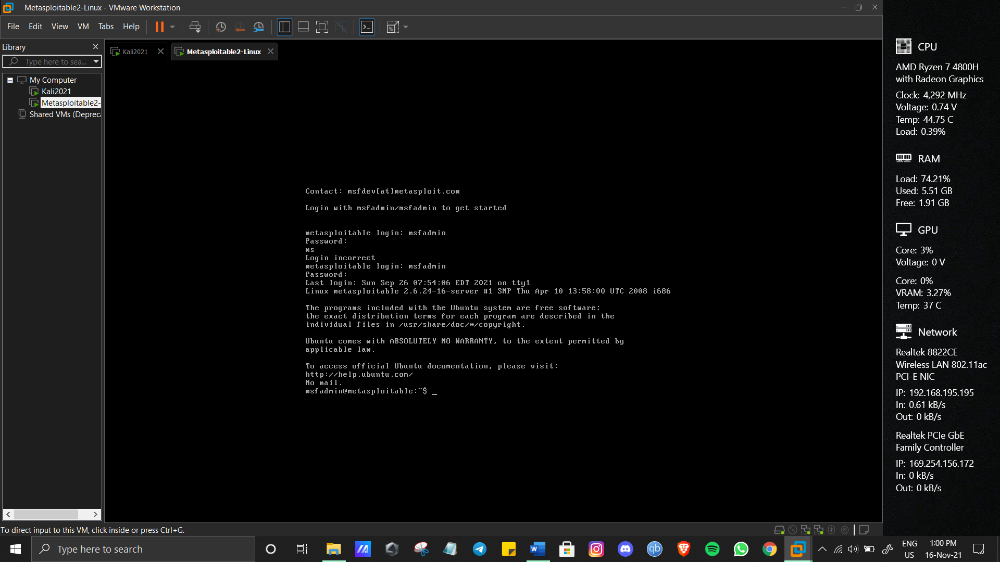 Metasploitable2-Linux - VMware Workstation
File Edit View VM Tabs Help
Library
Type here to sea...
My Computer
Kali2021
Metasploitable2-
Shared VMs (Depreca
Kali2021
Metasploitable2-Linux
Contact: msfdev[at]metasploit.com
Login with msfadmin/msfadmin to get started
metasploitable login: msfadmin
Password:
ms
Login incorrect
metasploitable login: msfadmin
Password:
Last login: Sun Sep 26 07:54:06 EDT 2021 on tty1
Linux metasploitable 2.6.24-16-server #1 SMP Thu Apr 10 13:58:00 UTC 2008 i686
The programs included with the Ubuntu system are free software;
the exact distribution terms for each program are described in the
individual files in /usr/share/doc/*/copyright.
Ubuntu comes with ABSOLUTELY NO WARRANTY, to the extent permitted by
applicable law.
To access official Ubuntu documentation, please visit:
http://help.ubuntu.com/
No mail.
msfadmin@metasploitable:~$ _
To direct input to this VM, click inside or press Ctrl+G.
CPU
AMD Ryzen 7 4800H
with Radeon Graphics
Clock: 4,292 MHz
Voltage: 0.74 V
Temp: 44.75 C
Load: 0.39%
RAM
Load: 74.21%
Used: 5.51 GB
Free: 1.91 GB
GPU
Core: 3%
Voltage: 0 V
Core: 0%
VRAM: 3.27%
Temp: 37 C
Network
Realtek 8822CE
Wireless LAN 802.11ac
PCI-E NIC
IP: 192.168.195.195
In: 0.61 kB/s
Out: 0 kB/s
Realtek PCIe GbE
Family Controller
IP: 169.254.156.172
In: 0 kB/s
Out: 0 kB/s
Type here to search
W
qb
ENG
US
1:00 PM
16-Nov-21